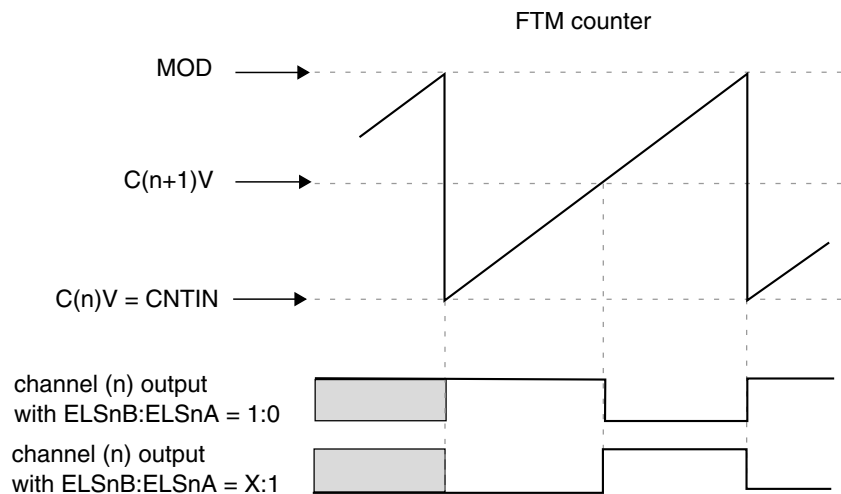 FTM counter
MOD
C(n+1)V
C(n)V = CNTIN
channel (n) output
with ELSnB:ELSnA = 1:0
channel (n) output
with ELSnB:ELSnA = X:1